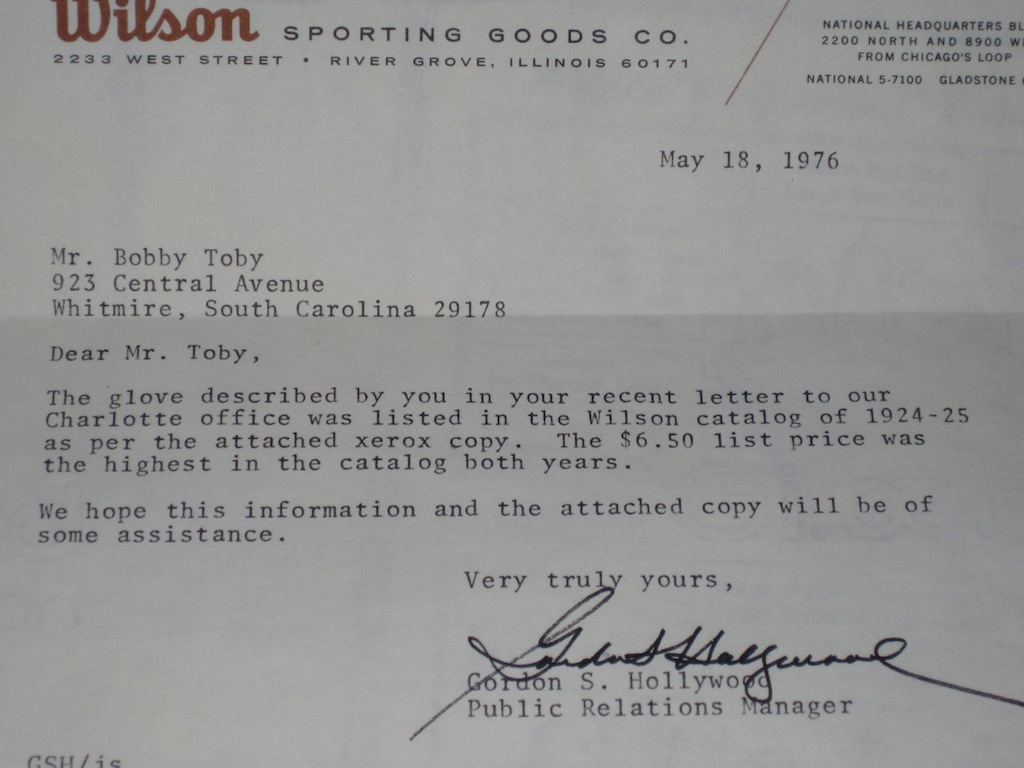 Wilson SPORTING GOODS CO.
2233 WEST STREET • RIVER GROVE, ILLINOIS 60171
NATIONAL HEADQUARTERS
2200 NORTH AND 8900
FROM CHICAGO'S LOOP
NATIONAL 5-7100 GLADSTONE
May 18, 1976
Mr. Bobby Toby
923 Central Avenue
Whitmire, South Carolina 29178
Dear Mr. Toby,
The glove described by you in your recent letter to our
Charlotte office was listed in the Wilson catalog of 1924-25
as per the attached xerox copy. The $6.50 list price was
the highest in the catalog both years.
We hope this information and the attached copy will be of
some assistance.
Very truly yours,
Gordon S Hollywood
Gordon S. Hollywood
Public Relations Manager
GSH/js